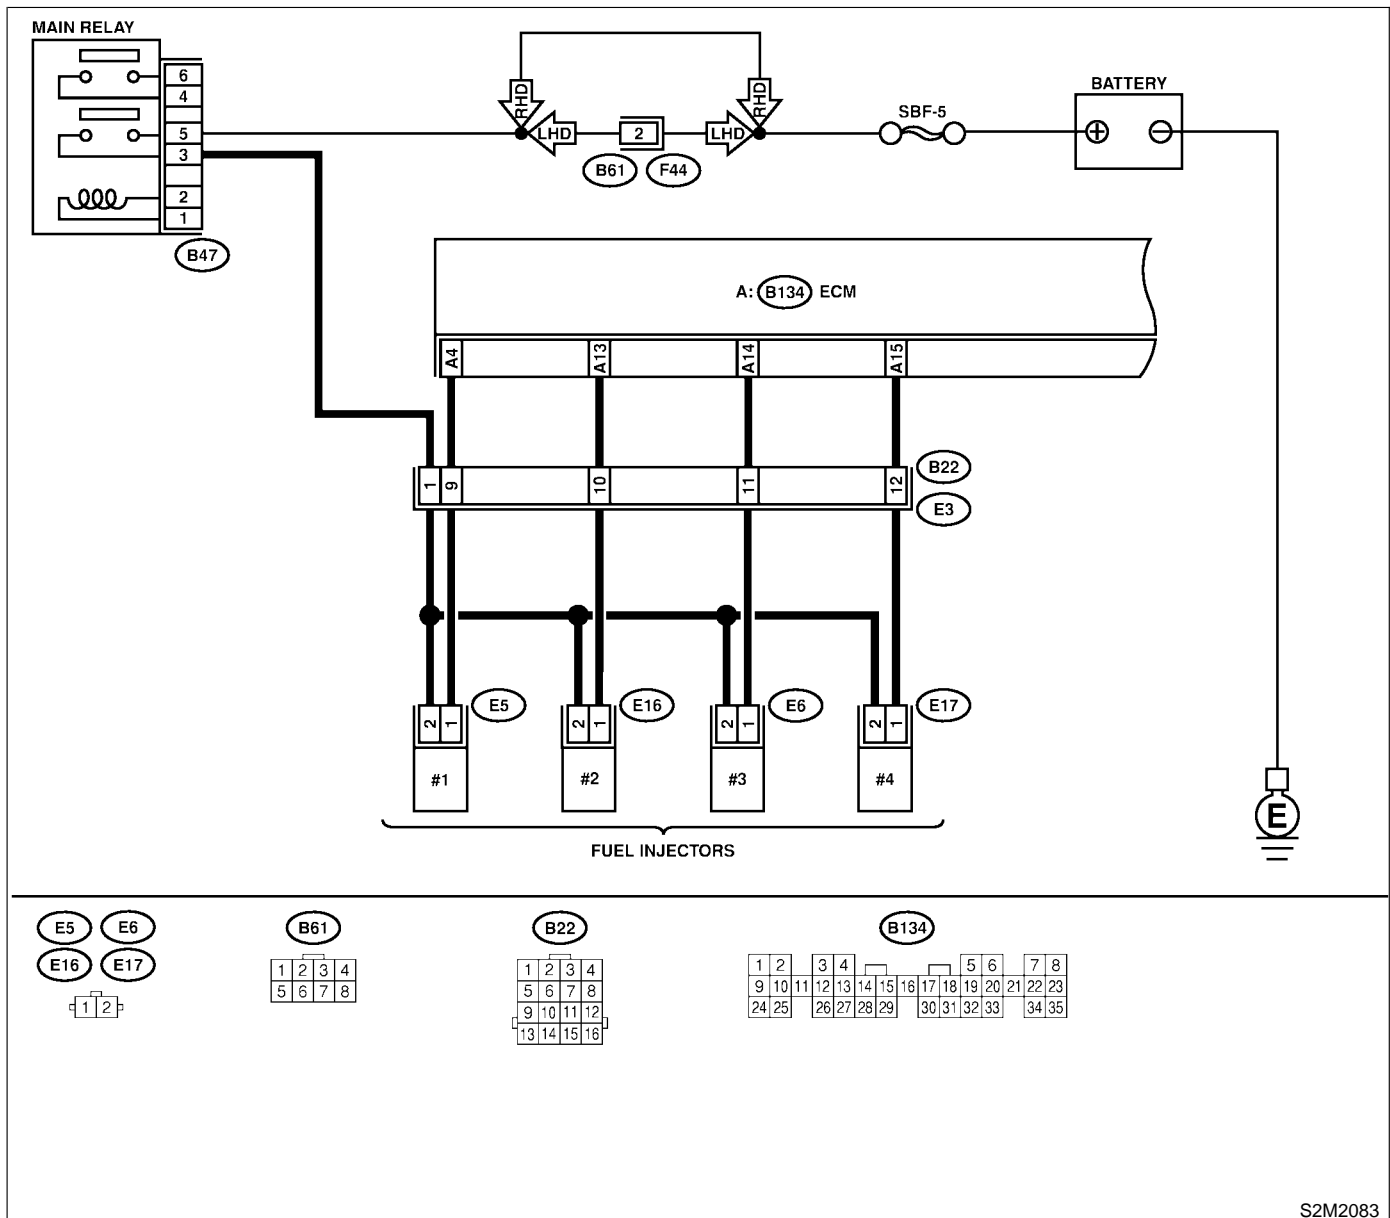 MAIN RELAY
6
4
5
3
2
1
B47
RHD
RHD
LHD
2
LHD
B61
F44
SBF-5
BATTERY
A: B134 ECM
A4
A13
A14
A15
1
9
10
11
12
B22
E3
2 1
E5
2 1
E16
2 1
E6
2 1
E17
#1
#2
#3
#4
FUEL INJECTORS
E
E5 E6
E16 E17
1 2
B61
1 2 3 4
5 6 7 8
B22
1 2 3 4
5 6 7 8
9 10 11 12
13 14 15 16
B134
1 2 3 4 5 6 7 8
9 10 11 12 13 14 15 16 17 18 19 20 21 22 23
24 25 26 27 28 29 30 31 32 33 34 35
S2M2083